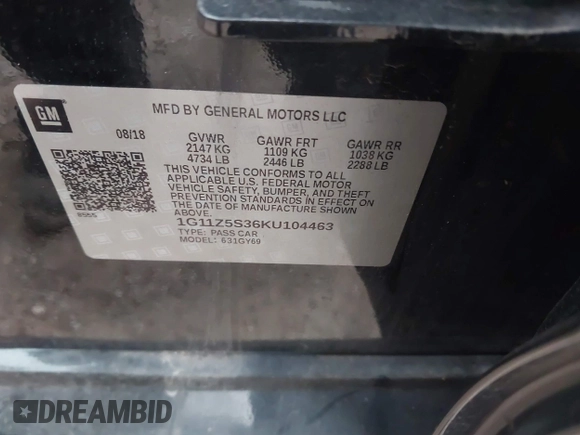 GM
MFD BY GENERAL MOTORS LLC
08/18 GVWR GAWR FRT GAWR RR
2147 KG 1109 KG 1038 KG
4734 LB 2446 LB 2288 LB
THIS VEHICLE CONFORMS TO ALL
APPLICABLE U.S. FEDERAL MOTOR
VEHICLE SAFETY, BUMPER, AND THEFT
PREVENTION STANDARDS IN EFFECT ON
THE DATE OF MANUFACTURE SHOWN
ABOVE.
1G11Z5S36KU104463
TYPE: PASS CAR
MODEL: 631GY69
DREAMBID